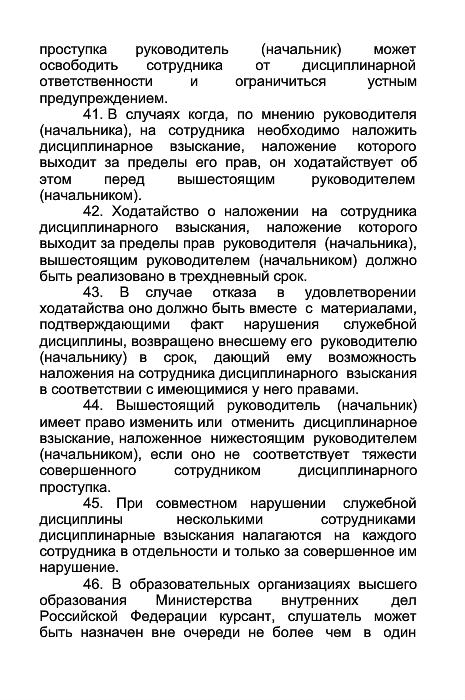 проступка руководитель (начальник) может
освободить сотрудника от дисциплинарной
ответственности и ограничиться устным
предупреждением.
41. В случаях когда, по мнению руководителя
(начальника), на сотрудника необходимо наложить
дисциплинарное взыскание, наложение которого
выходит за пределы его прав, он ходатайствует об
этом перед вышестоящим руководителем
(начальником).
42. Ходатайство о наложении на сотрудника
дисциплинарного взыскания, наложение которого
выходит за пределы прав руководителя (начальника),
вышестоящим руководителем (начальником) должно
быть реализовано в трехдневный срок.
43. В случае отказа в удовлетворении
ходатайства оно должно быть вместе с материалами,
подтверждающими факт нарушения служебной
дисциплины, возвращено внесшему его руководителю
(начальнику) в срок, дающий ему возможность
наложения на сотрудника дисциплинарного взыскания
в соответствии с имеющимися у него правами.
44. Вышестоящий руководитель (начальник)
имеет право изменить или отменить дисциплинарное
взыскание, наложенное нижестоящим руководителем
(начальником), если оно не соответствует тяжести
совершенного сотрудником дисциплинарного
проступка.
45. При совместном нарушении служебной
дисциплины несколькими сотрудниками
дисциплинарные взыскания налагаются на каждого
сотрудника в отдельности и только за совершенное им
нарушение.
46. В образовательных организациях высшего
образования Министерства внутренних дел
Российской Федерации курсант, слушатель может
быть назначен вне очереди не более чем в один